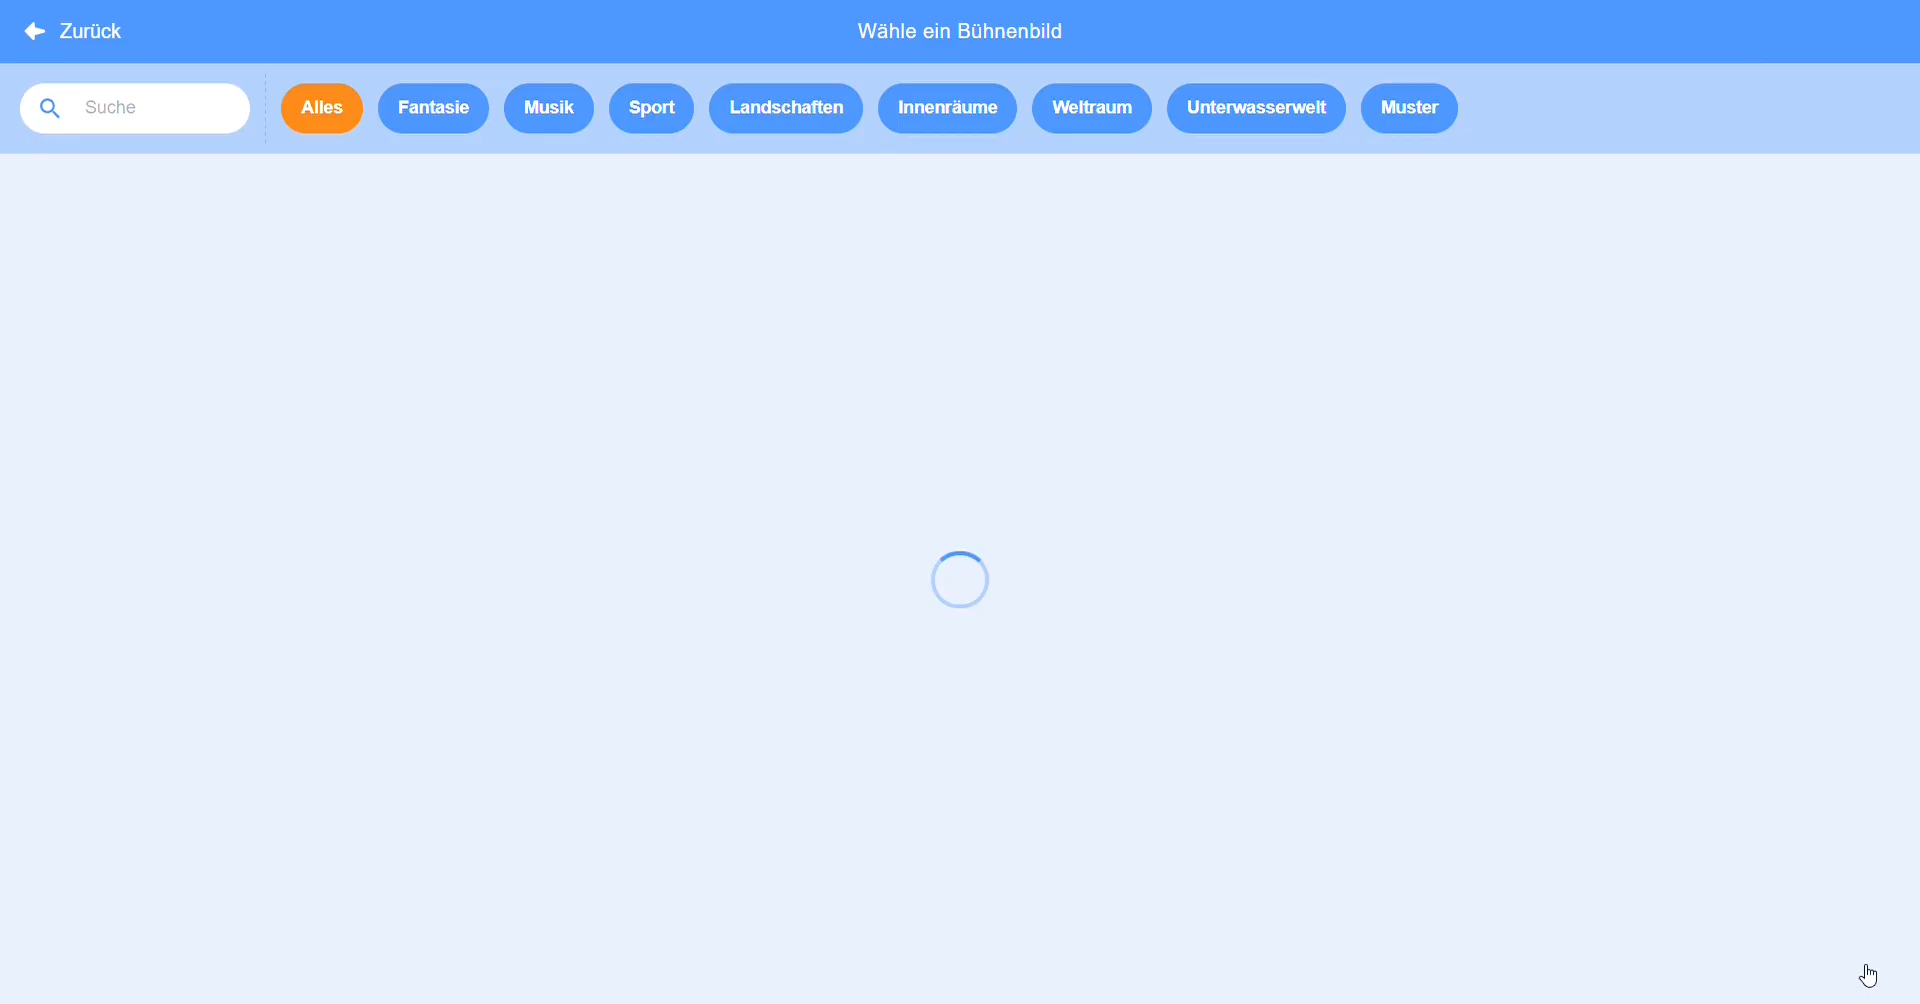 Zurück
Wähle ein Bühnenbild
Suche
Alles
Fantasie
Musik
Sport
Landschaften
Innenräume
Weltraum
Unterwasserwelt
Muster